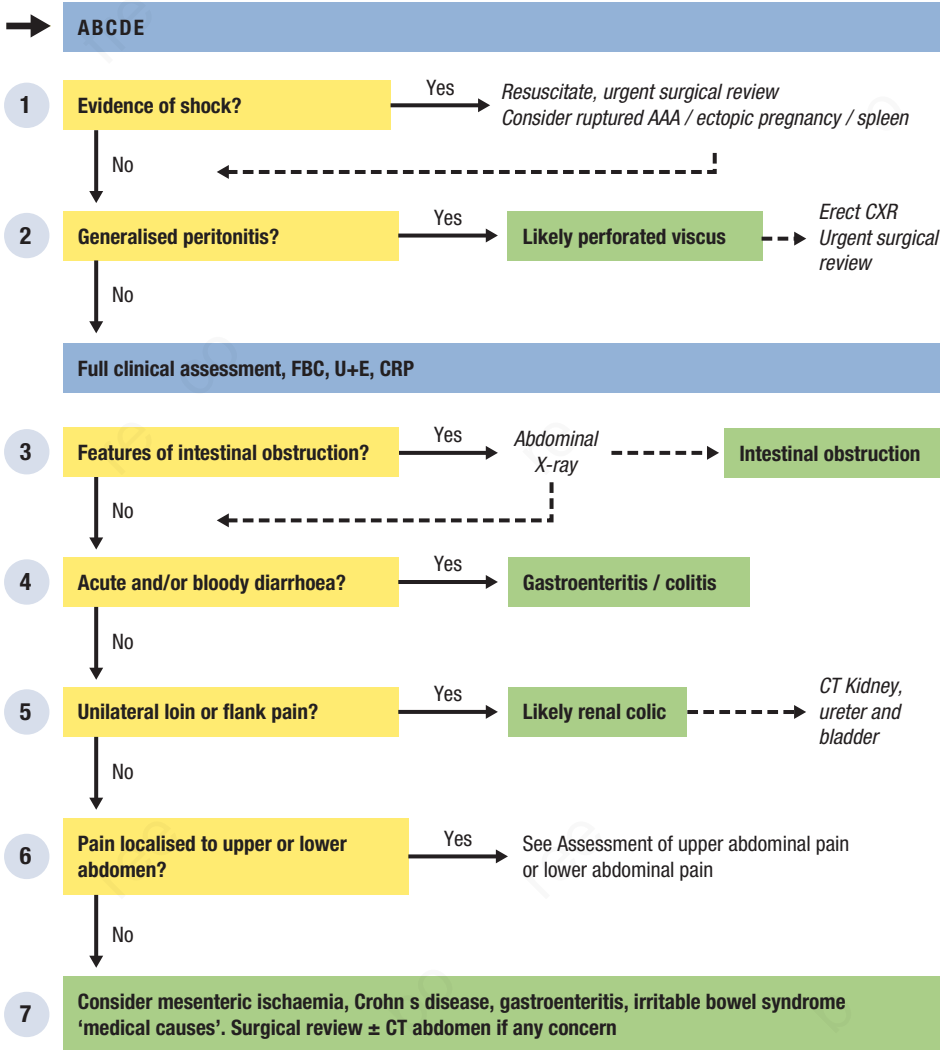 ABCDE
1
Evidence of shock?
Yes
Resuscitate, urgent surgical review
Consider ruptured AAA / ectopic pregnancy / spleen
No
2
Generalised peritonitis?
Yes
Likely perforated viscus
Erect CXR
Urgent surgical
review
No
Full clinical assessment, FBC, U+E, CRP
3
Features of intestinal obstruction?
Yes
Abdominal
X-ray
Intestinal obstruction
No
4
Acute and/or bloody diarrhoea?
Yes
Gastroenteritis / colitis
No
5
Unilateral loin or flank pain?
Yes
Likely renal colic
CT Kidney,
ureter and
bladder
No
6
Pain localised to upper or lower
abdomen?
Yes
See Assessment of upper abdominal pain
or lower abdominal pain
No
7
Consider mesenteric ischaemia, Crohn s disease, gastroenteritis, irritable bowel syndrome
‘medical causes’. Surgical review ± CT abdomen if any concern